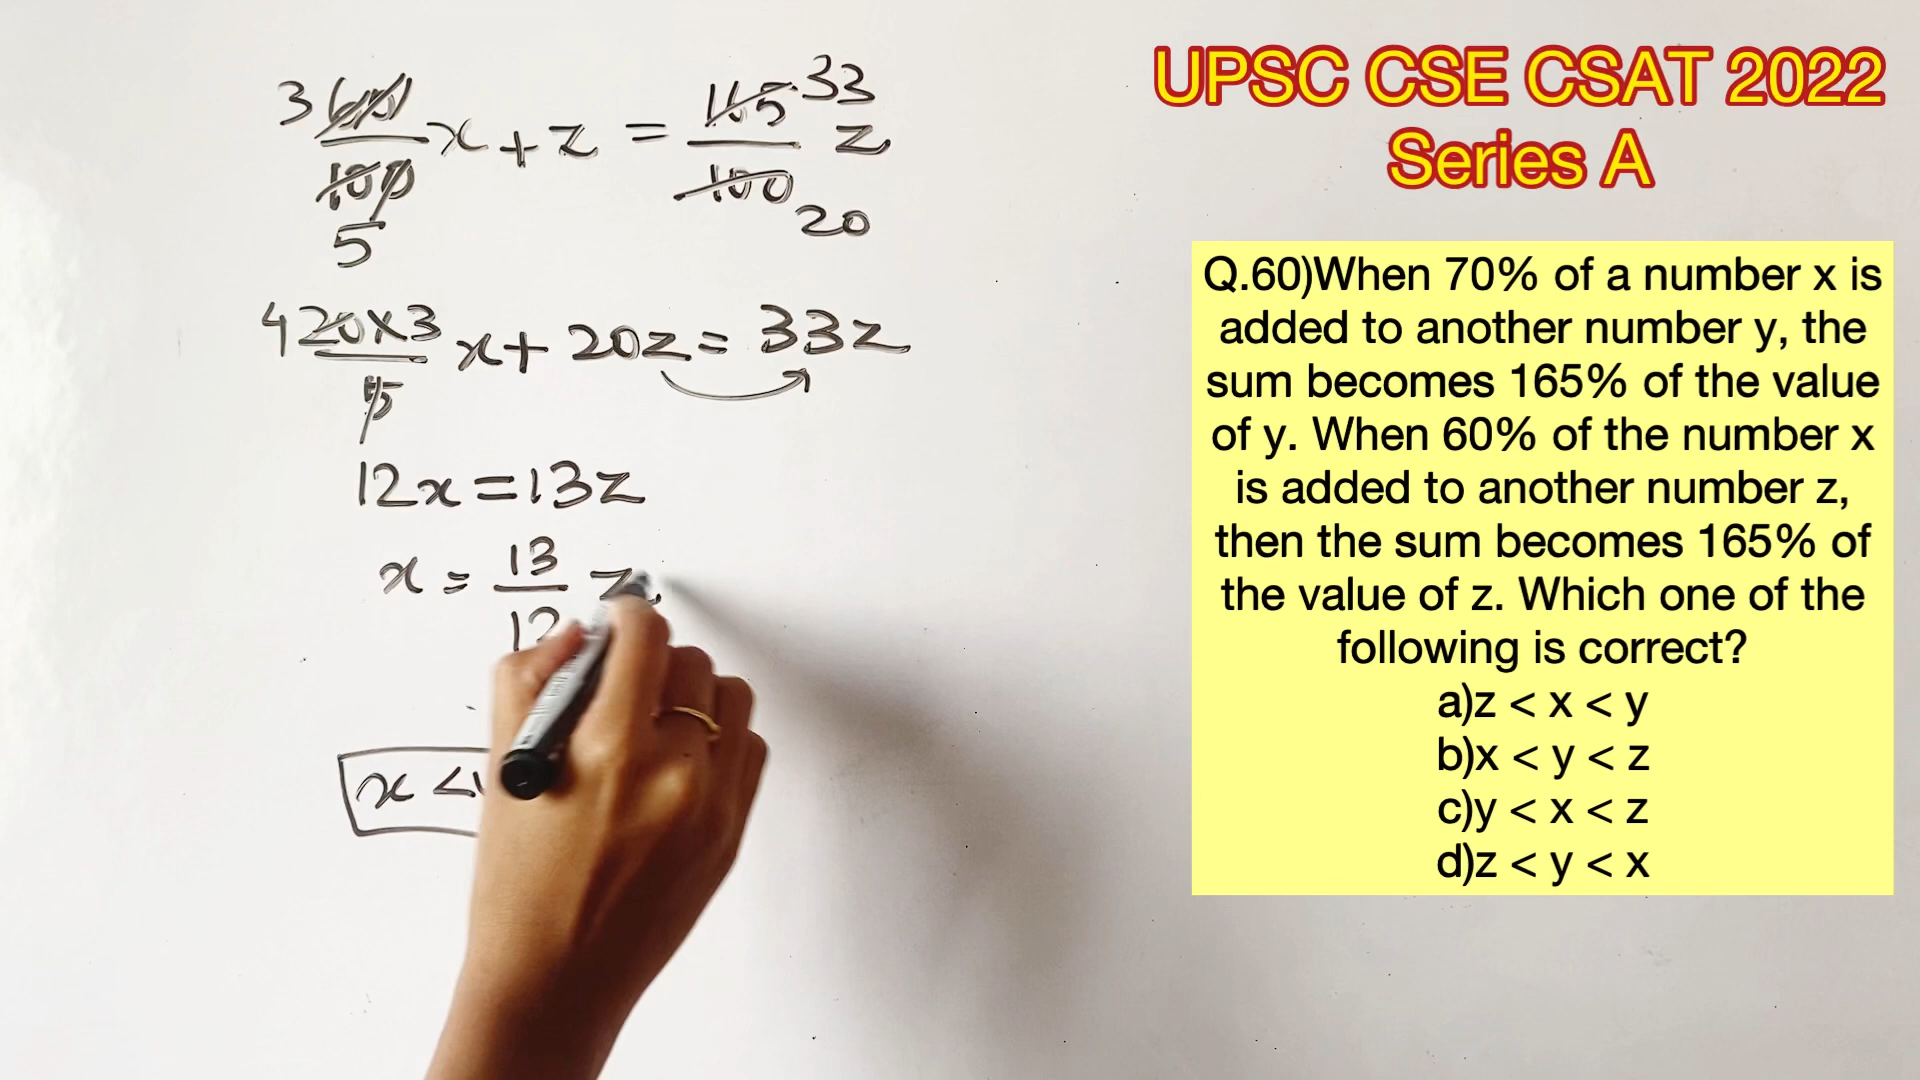 3 60/100 x + z = 165/100 33 z
5 20
4 20x3/5 x + 20z = 33z
12x = 13z
x = 13/12 z
x <
UPSC CSE CSAT 2022
Series A
Q.60)When 70% of a number x is
added to another number y, the
sum becomes 165% of the value
of y. When 60% of the number x
is added to another number z,
then the sum becomes 165% of
the value of z. Which one of the
following is correct?
a)z < x < y
b)x < y < z
c)y < x < z
d)z < y < x